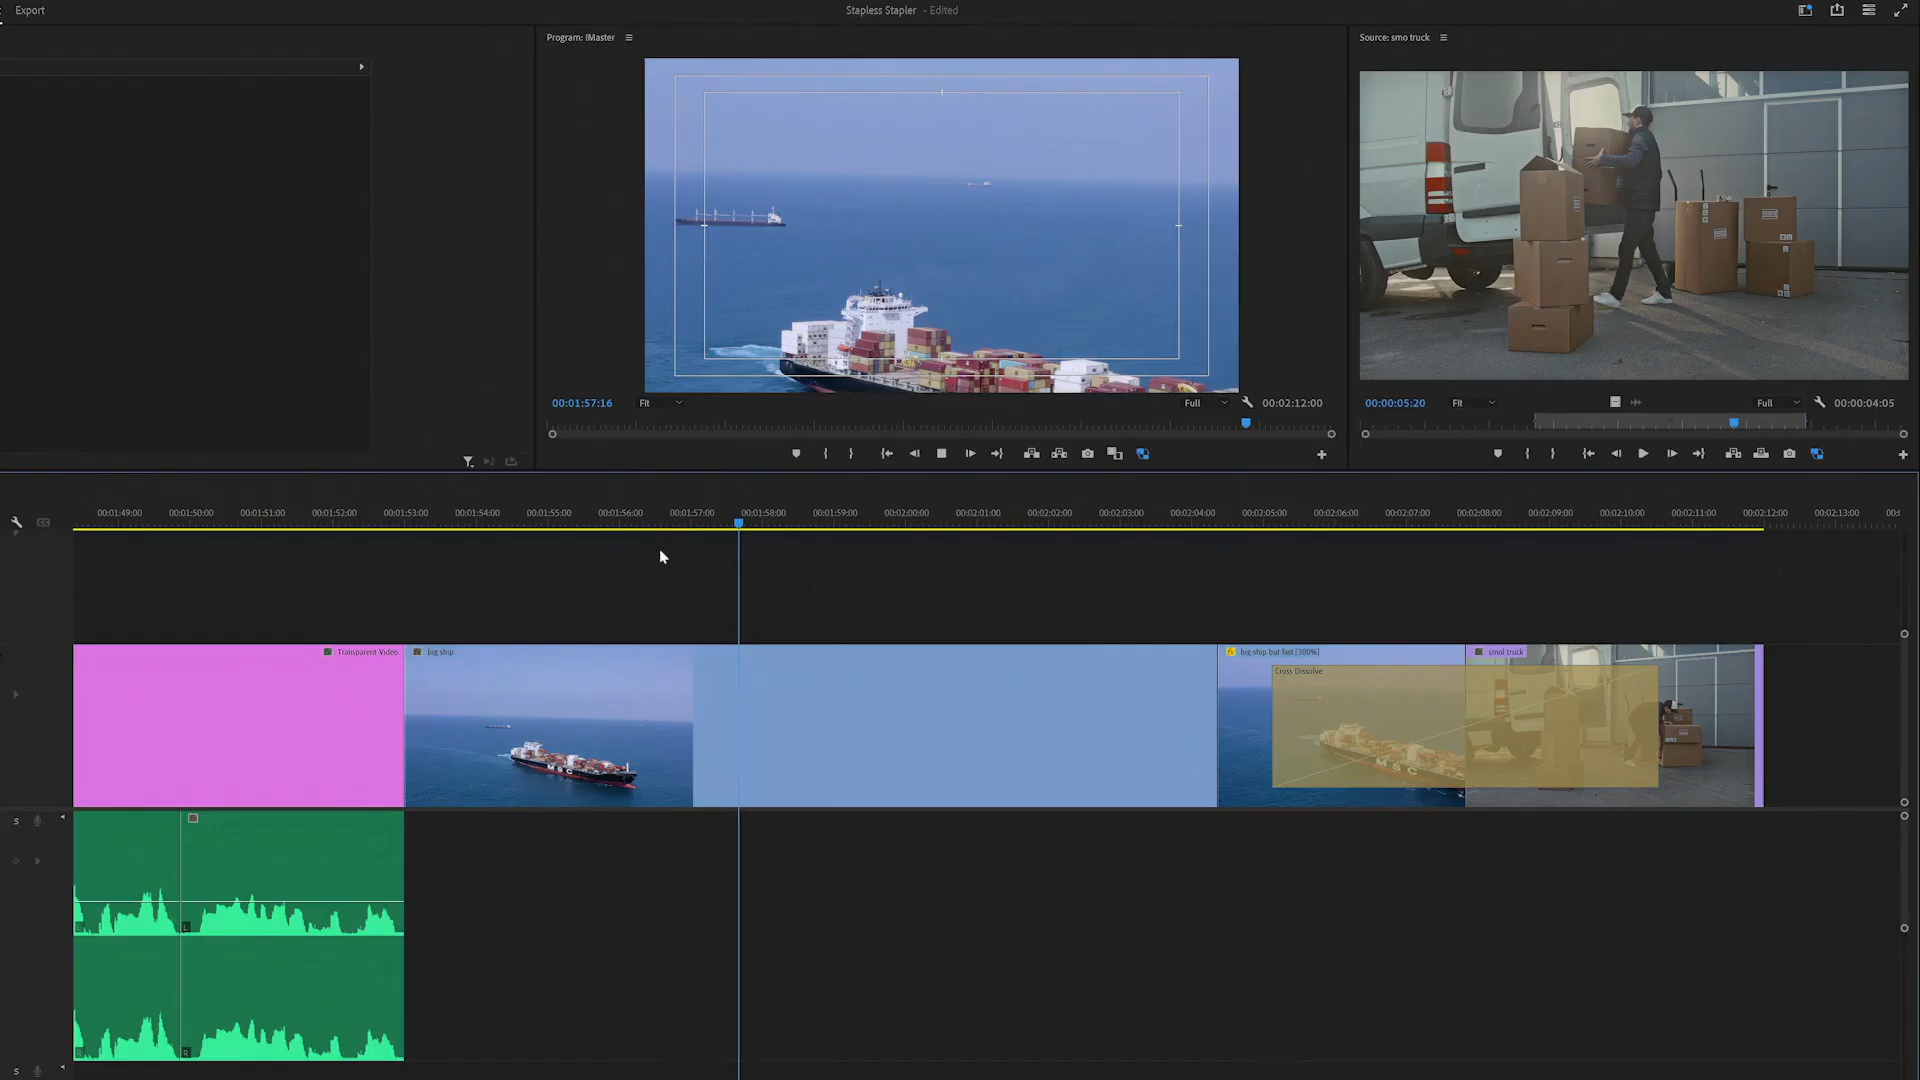 Export
Stapless Stapler - Edited
Program: !Master
Source: smo truck
00:01:57:16
Fit
Full
00:02:12:00
00:00:05:20
Fit
Full
00:00:04:05
00:01:49:00 00:01:50:00 00:01:51:00 00:01:52:00 00:01:53:00 00:01:54:00 00:01:55:00 00:01:56:00 00:01:57:00 00:01:58:00 00:01:59:00 00:02:00:00 00:02:01:00 00:02:02:00 00:02:03:00 00:02:04:00 00:02:05:00 00:02:06:00 00:02:07:00 00:02:08:00 00:02:09:00 00:02:10:00 00:02:11:00 00:02:12:00 00:02:13:00
Transparent Video
big ship
fx big ship but fast [300%]
smol truck
Cross Dissolve
MSC
MSC
S
L
L
R
R
S